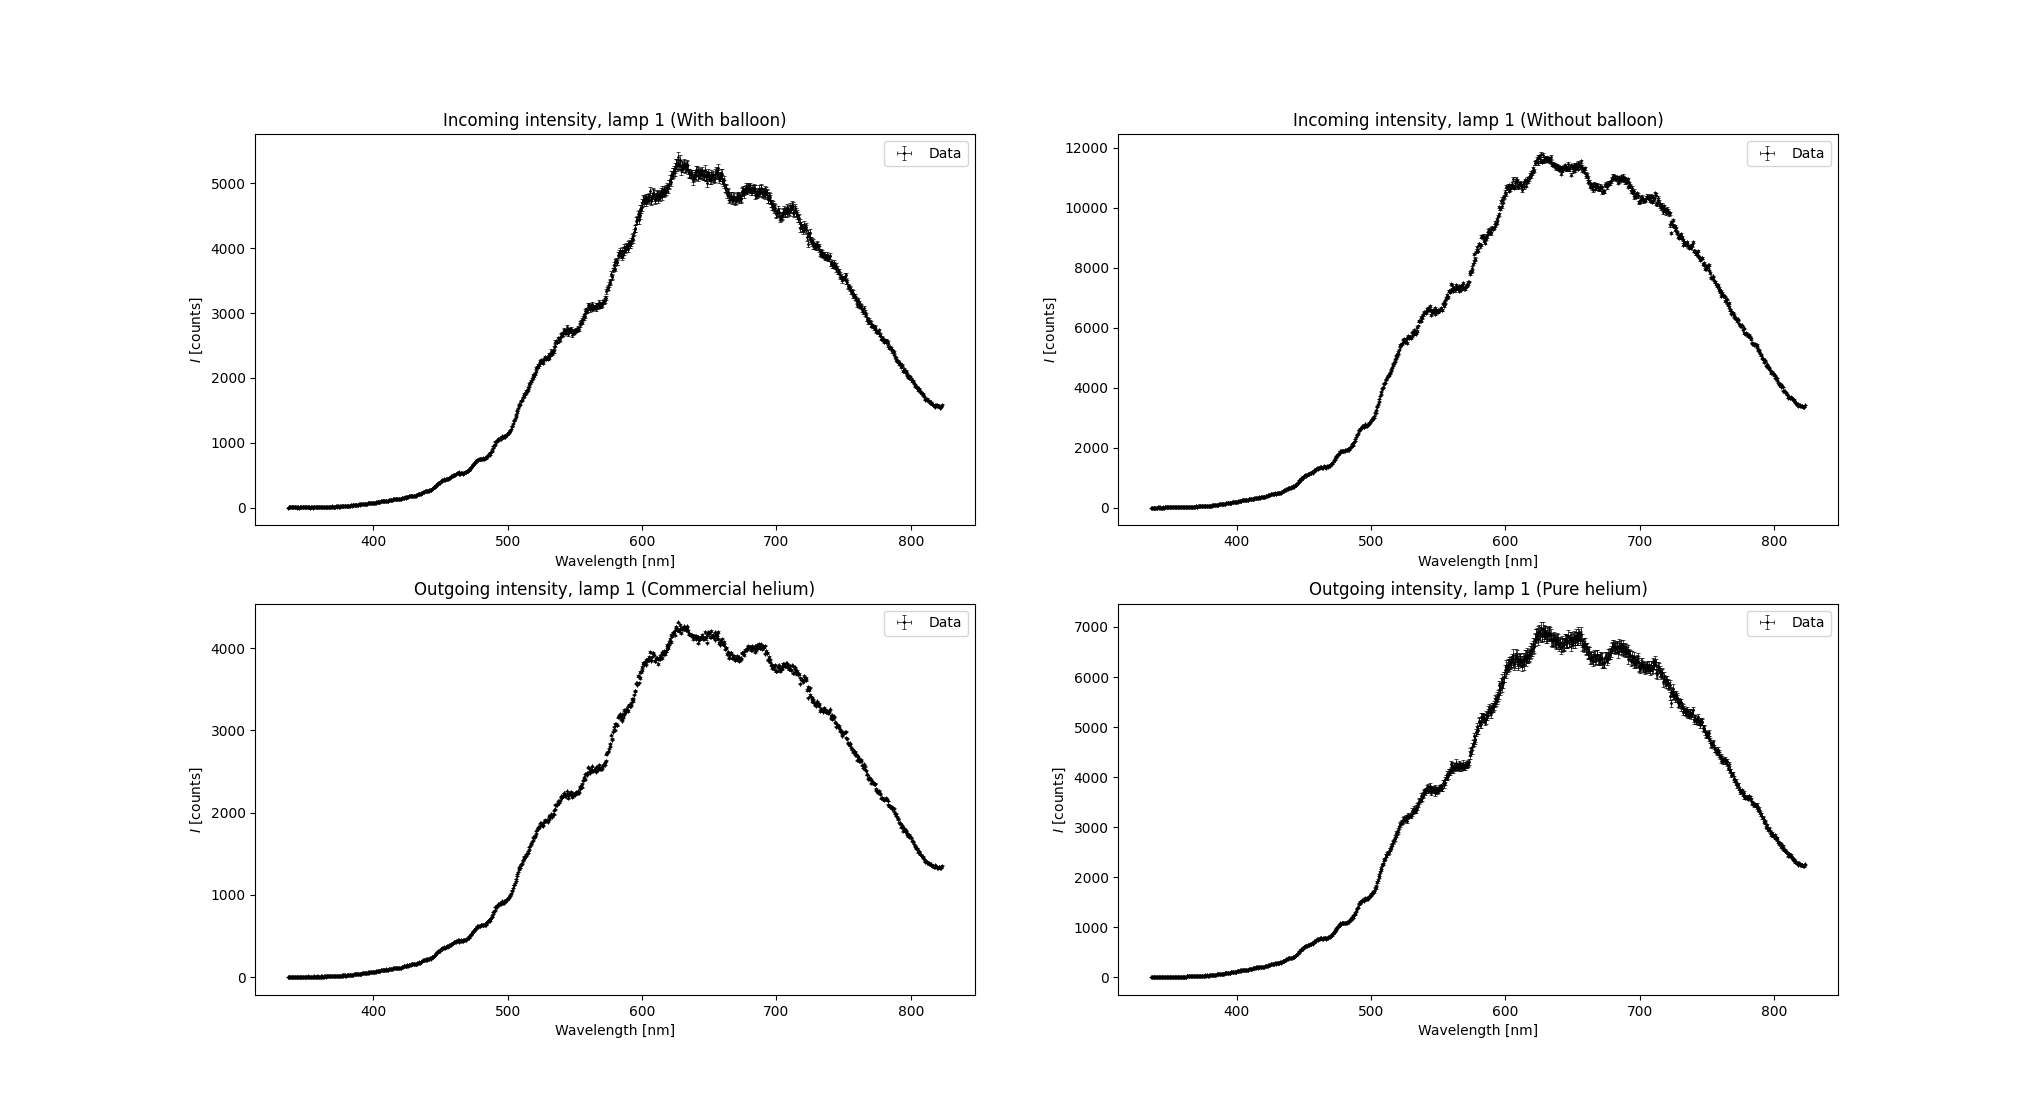 Incoming intensity, lamp 1 (With balloon)
Data
5000
4000
3000
2000
1000
0
I [counts]
400 500 600 700 800
Wavelength [nm]
Incoming intensity, lamp 1 (Without balloon)
Data
12000
10000
8000
6000
4000
2000
0
I [counts]
400 500 600 700 800
Wavelength [nm]
Outgoing intensity, lamp 1 (Commercial helium)
Data
4000
3000
2000
1000
0
I [counts]
400 500 600 700 800
Wavelength [nm]
Outgoing intensity, lamp 1 (Pure helium)
Data
7000
6000
5000
4000
3000
2000
1000
0
I [counts]
400 500 600 700 800
Wavelength [nm]